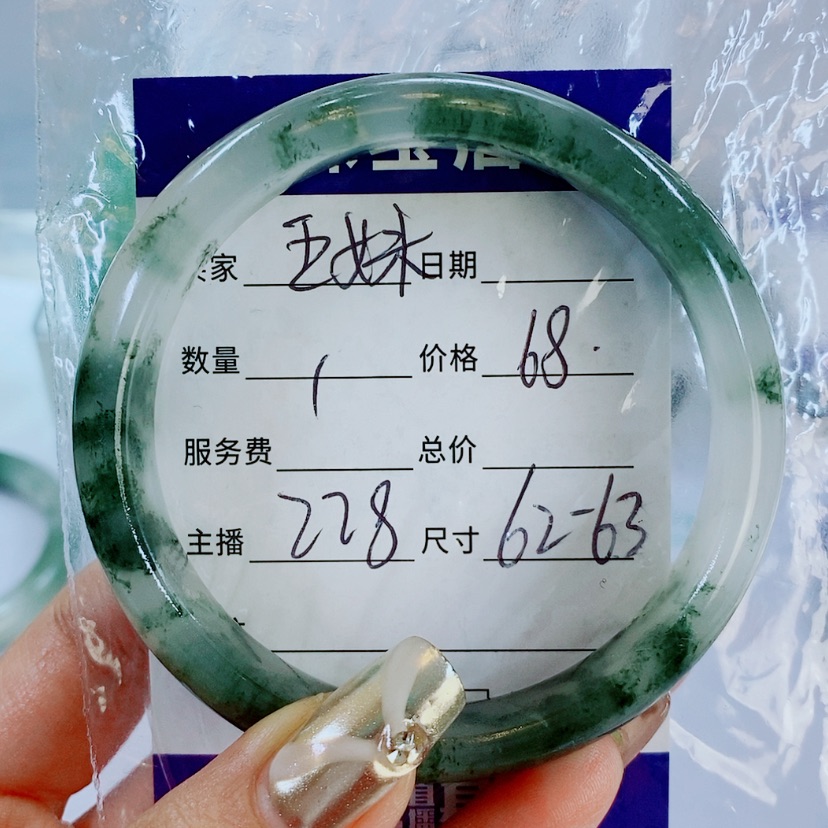 家 王妹 日期
数量 1 价格 68.
服务费 总价
主播 228 尺寸 62-63